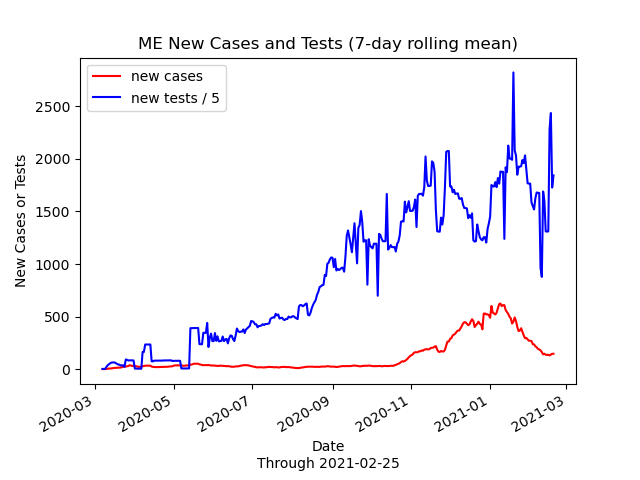 ME New Cases and Tests (7-day rolling mean)
new cases
new tests / 5
New Cases or Tests
2500
2000
1500
1000
500
0
2020-03
2020-05
2020-07
2020-09
2020-11
2021-01
2021-03
Date
Through 2021-02-25